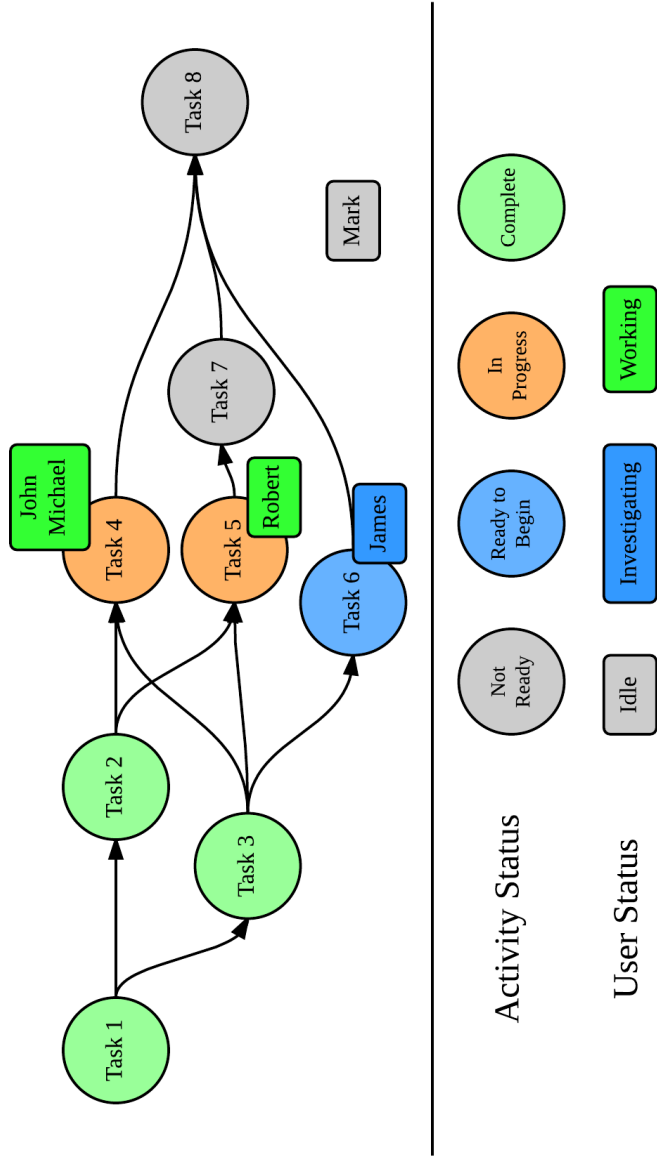 Task 1
Task 2
Task 3
John
Michael
Task 4
Task 5
Robert
Task 6
James
Task 7
Task 8
Mark
Activity Status
Not
Ready
Ready to
Begin
In
Progress
Complete
User Status
Idle
Investigating
Working